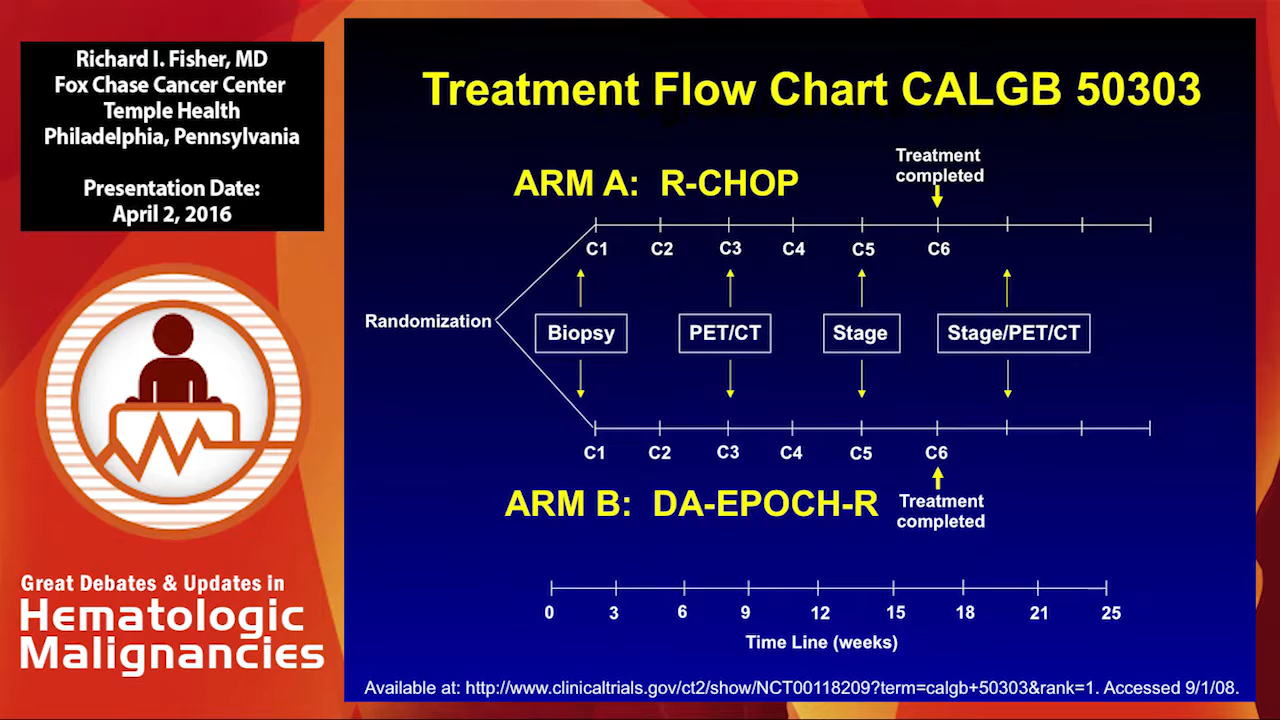 Richard I. Fisher, MD
Fox Chase Cancer Center
Temple Health
Philadelphia, Pennsylvania
Presentation Date:
April 2, 2016
Great Debates & Updates in
Hematologic
Malignancies
Treatment Flow Chart CALGB 50303
Treatment
completed
ARM A: R-CHOP
C1 C2 C3 C4 C5 C6
Randomization
Biopsy PET/CT Stage Stage/PET/CT
C1 C2 C3 C4 C5 C6
ARM B: DA-EPOCH-R
Treatment
completed
0 3 6 9 12 15 18 21 25
Time Line (weeks)
Available at: http://www.clinicaltrials.gov/ct2/show/NCT00118209?term=calgb+50303&rank=1. Accessed 9/1/08.